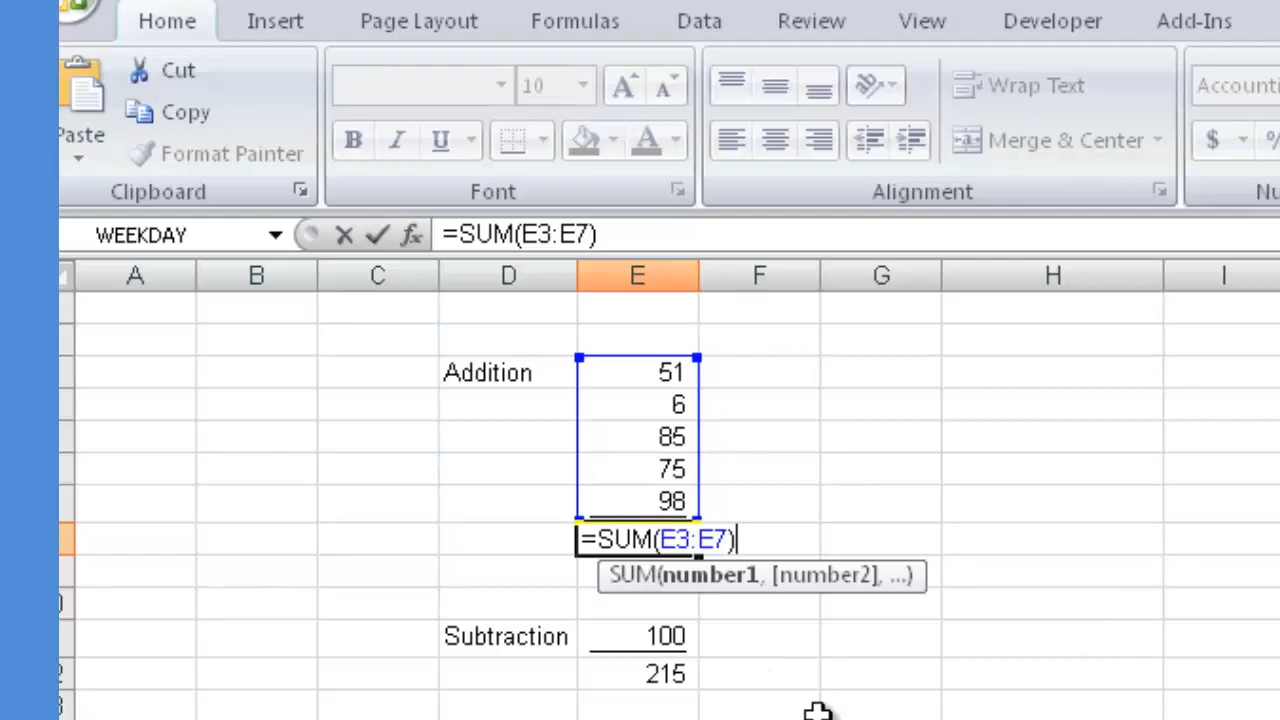 Home Insert Page Layout Formulas Data Review View Developer Add-Ins
Cut
Copy
Paste
Format Painter
10
Wrap Text
Merge & Center
B I U A
$ %
Clipboard Font Alignment
WEEKDAY fx =SUM(E3:E7)
A B C D E F G H I
Addition 51
6
85
75
98
=SUM(E3:E7)
SUM(number1, [number2], ...)
Subtraction 100
215